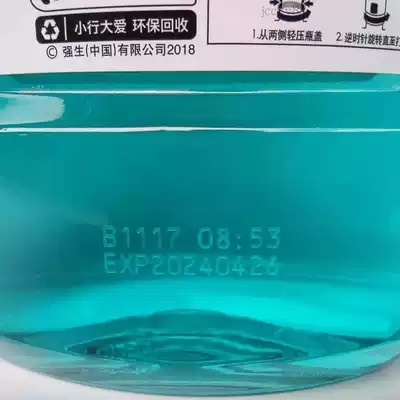 小行大爱 环保回收
© 强生(中国)有限公司2018
1.从两侧轻压瓶盖
2.逆时针旋转直至打
B1117 08:53
EXP20240426